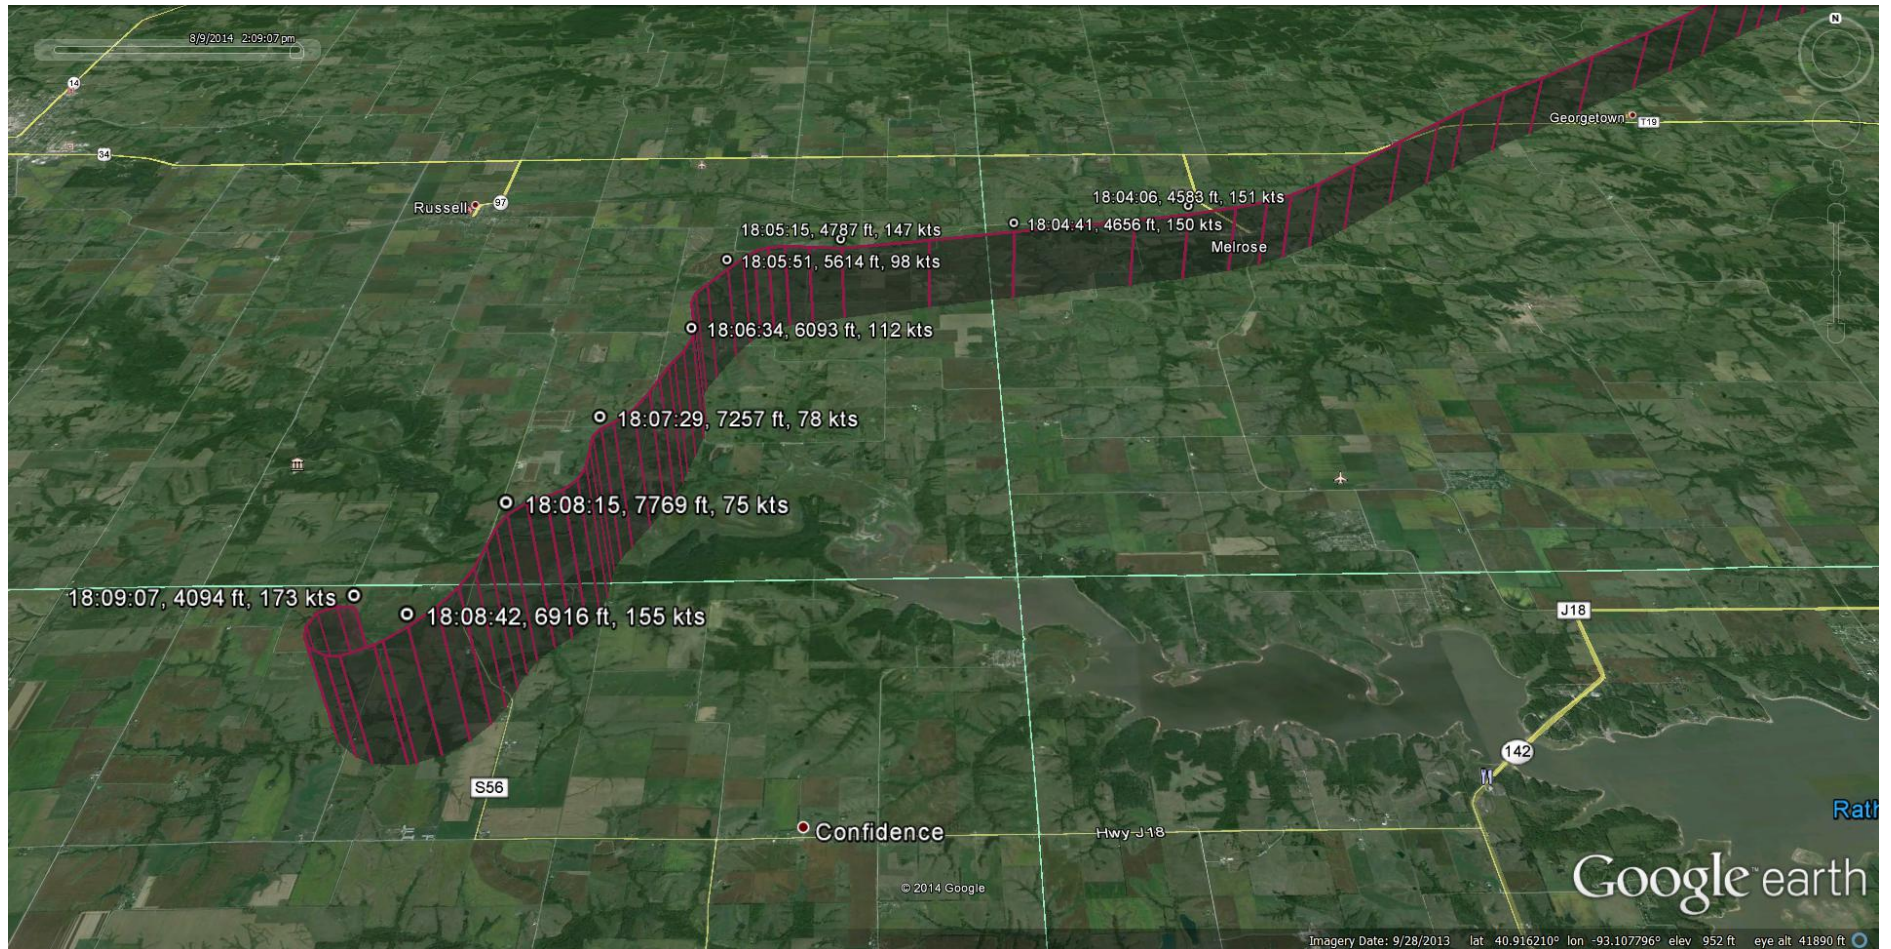 8/9/2014 2:09:07 pm
N
14
34
Georgetown
T19
Russell
97
18:04:06, 4583 ft, 151 kts
18:05:15, 4787 ft, 147 kts
18:04:41, 4656 ft, 150 kts
Melrose
18:05:51, 5614 ft, 98 kts
18:06:34, 6093 ft, 112 kts
18:07:29, 7257 ft, 78 kts
18:08:15, 7769 ft, 75 kts
18:09:07, 4094 ft, 173 kts
18:08:42, 6916 ft, 155 kts
J18
142
S56
Rath
Confidence
Hwy J18
© 2014 Google
Google earth
Imagery Date: 9/28/2013 lat 40.916210° lon -93.107796° elev 952 ft eye alt 41890 ft